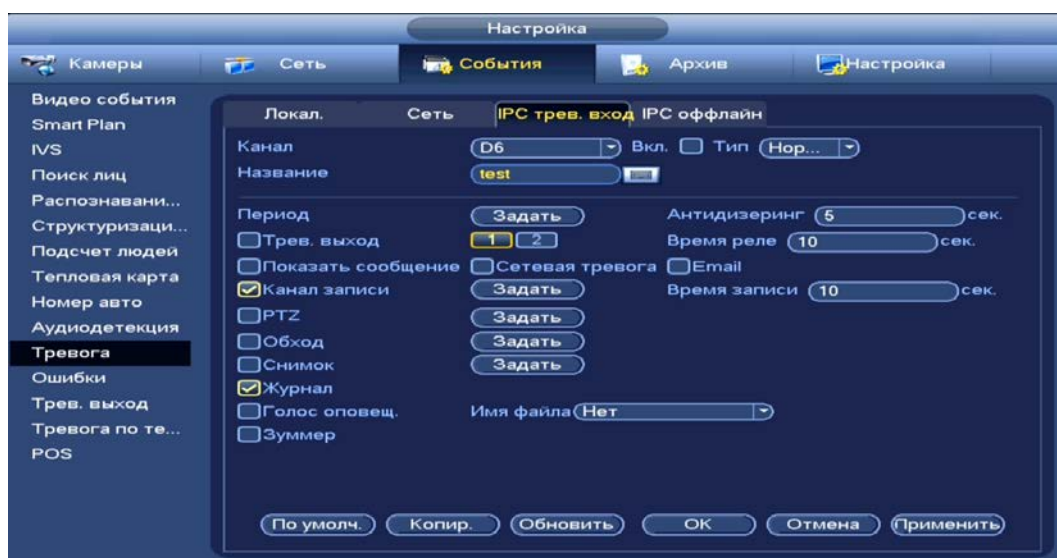 Настройка
Камеры Сеть События Архив Настройка
Видео события
Smart Plan
IVS
Поиск лиц
Распознавани...
Структуризаци...
Подсчет людей
Тепловая карта
Номер авто
Аудиодетекция
Тревога
Ошибки
Трев. выход
Тревога по те...
POS
Локал. Сеть IPC трев. вход IPC оффлайн
Канал D6 Вкл. Тип Нор...
Название test
Период Задать Антидизеринг 5 сек.
Трев. выход 1 2 Время реле 10 сек.
Показать сообщение Сетевая тревога Email
Канал записи Задать Время записи 10 сек.
PTZ Задать
Обход Задать
Снимок Задать
Журнал
Голос оповещ. Имя файла Нет
Зуммер
По умолч. Копир. Обновить OK Отмена Применить